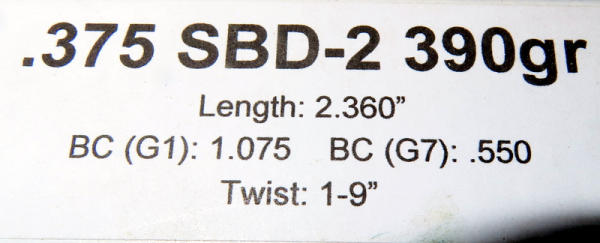 .375 SBD-2 390gr
Length: 2.360”
BC (G1): 1.075 BC (G7): .550
Twist: 1-9”